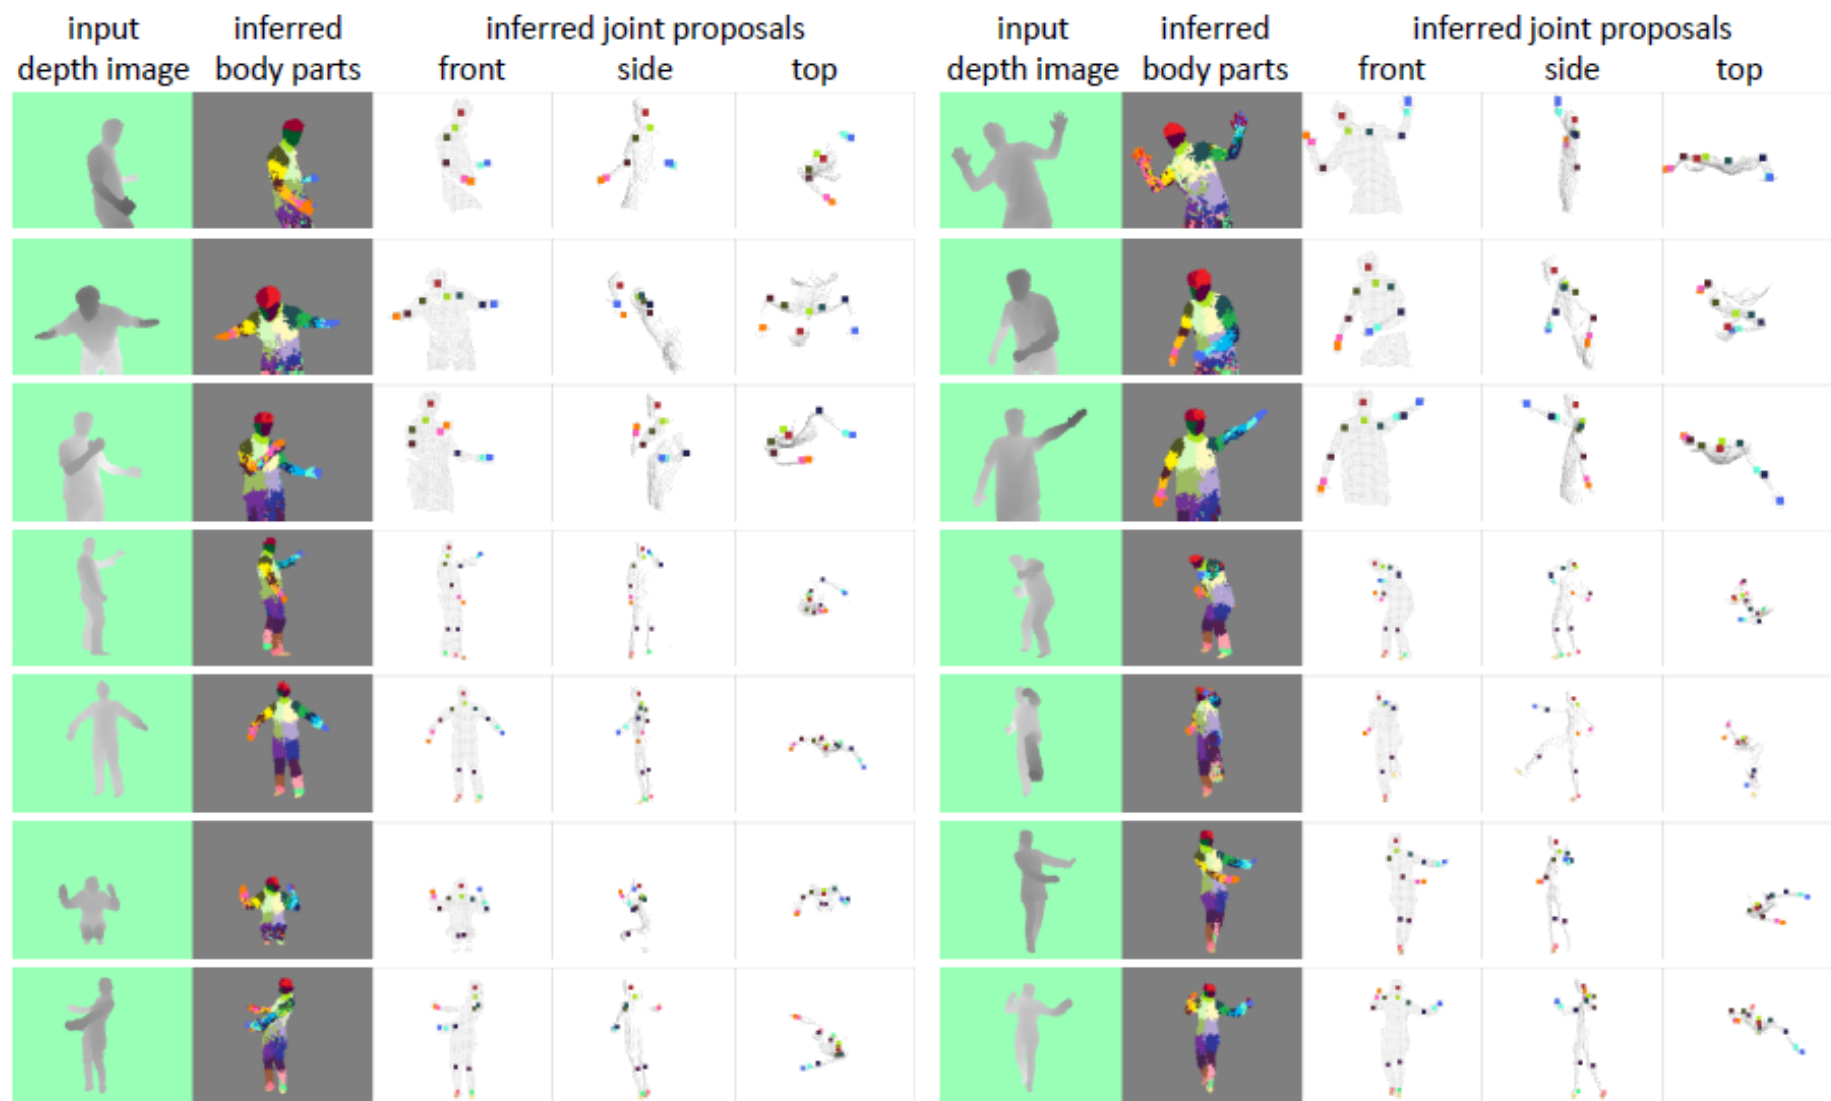 input inferred inferred joint proposals input inferred inferred joint proposals
depth image body parts front side top depth image body parts front side top